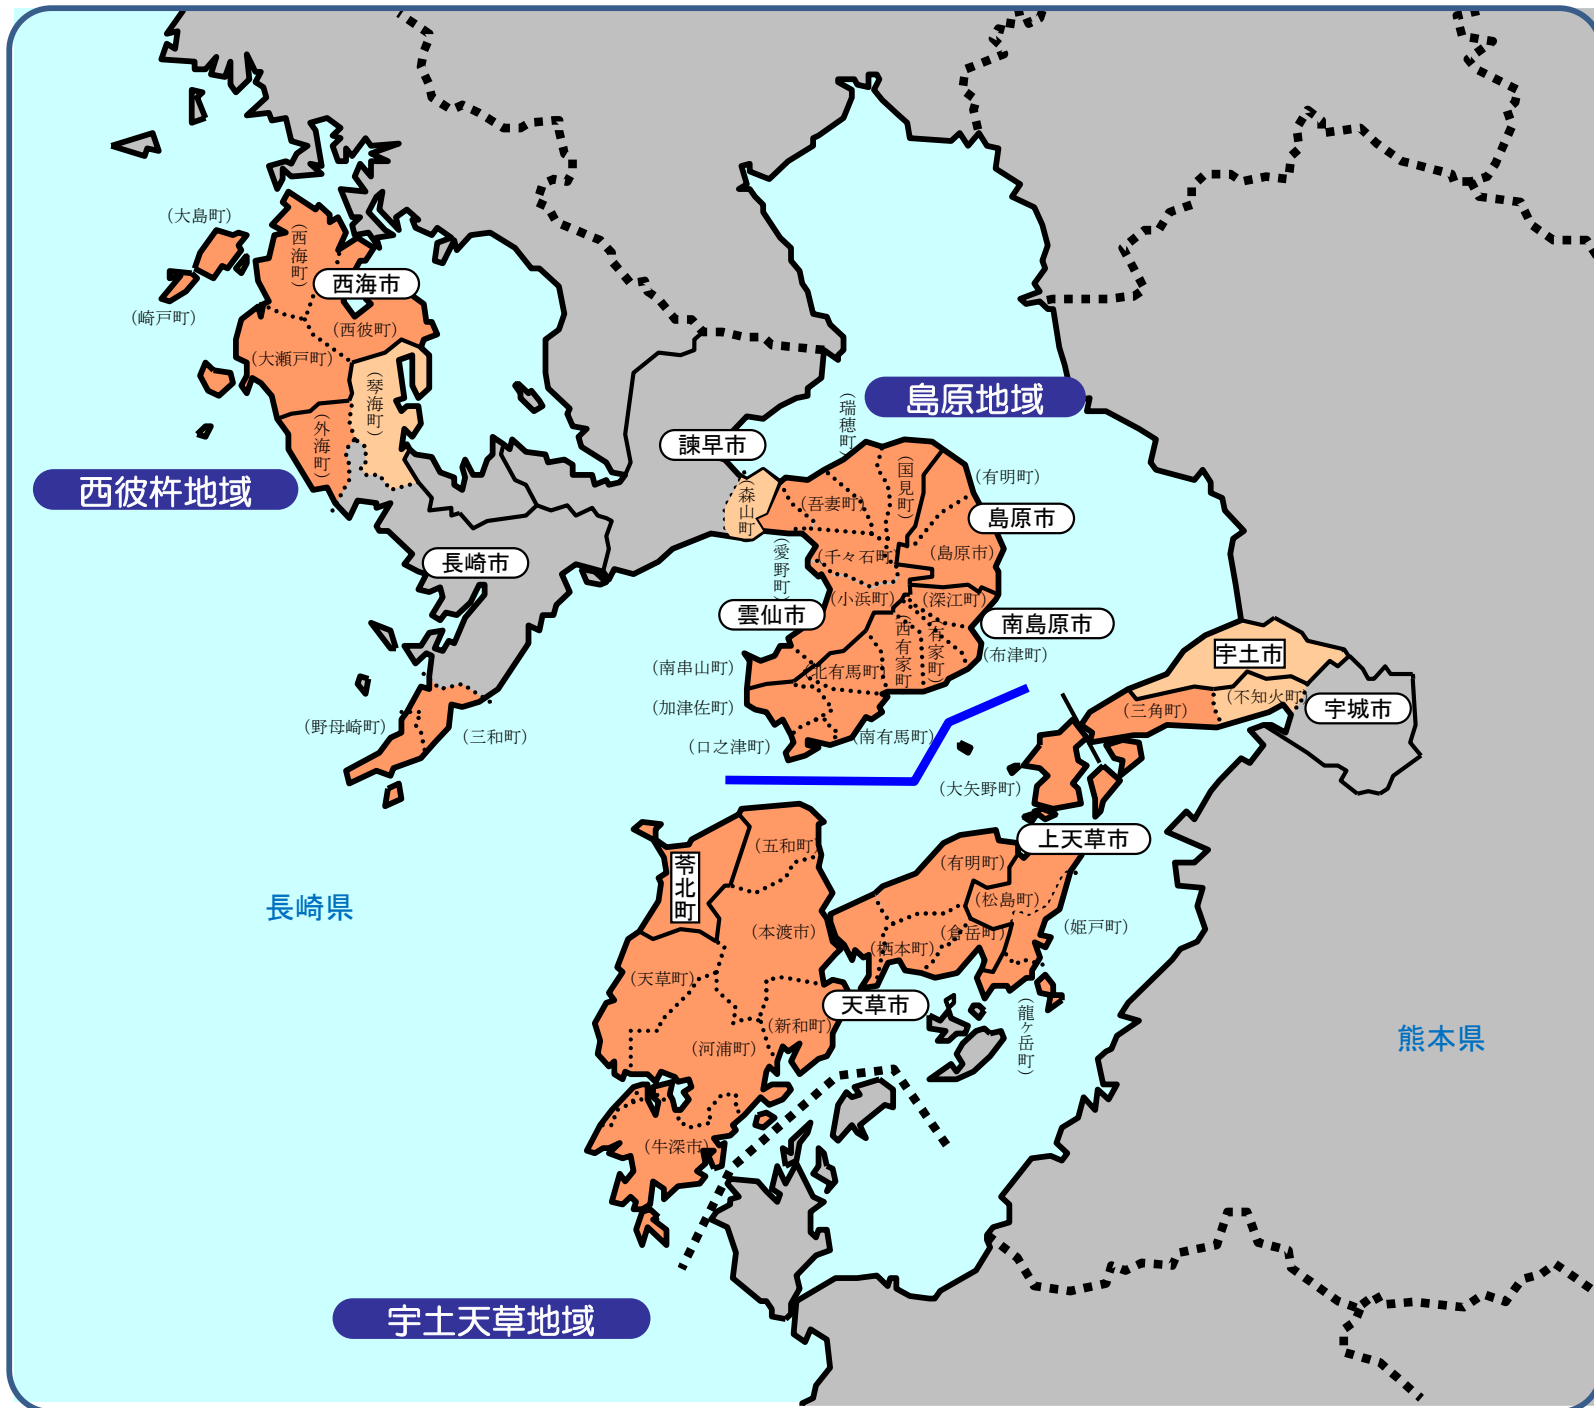 （大島町）
（西海町）
西海市
（崎戸町）
（西彼町）
（大瀬戸町）
（琴海町）
（外海町）
西彼杵地域
長崎市
（野母崎町）
（三和町）
島原地域
諫早市
（瑞穂町）
（国見町）
（有明町）
（森山町
（吾妻町）
島原市
（愛野町）
（千々石町
（島原市）
雲仙市
（小浜町）
（深江町）
南島原市
（西有家町
（有家町）
（布津町）
（南串山町）
（北有馬町）
（加津佐町）
（口之津町）
（南有馬町）
宇土市
（三角町）
（不知火町
宇城市
（大矢野町）
上天草市
苓北町
（五和町）
（有明町）
（松島町）
（本渡市）
（倉岳町）
（栖本町）
（姫戸町）
（天草町）
天草市
（新和町）
（龍ヶ岳町）
（河浦町）
（牛深市）
長崎県
熊本県
宇土天草地域